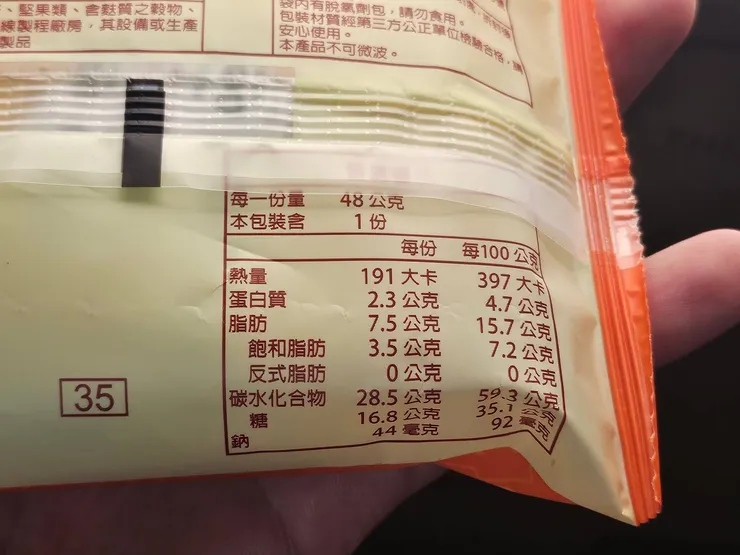 、堅果類、含麩質之穀物、
線製程廠房，其設備或生產
製品
袋內有脫氧劑包，請勿食用。
包裝材質經第三方公正單位檢驗合格，請
安心使用。
本產品不可微波。
每一份量 48 公克
本包裝含 1 份
每份 每100 公克
熱量 191 大卡 397 大卡
蛋白質 2.3 公克 4.7 公克
脂肪 7.5 公克 15.7 公克
飽和脂肪 3.5 公克 7.2 公克
反式脂肪 0 公克 0 公克
碳水化合物 28.5 公克 59.3 公克
糖 16.8 公克 35.1 公克
鈉 44 毫克 92 毫克
35